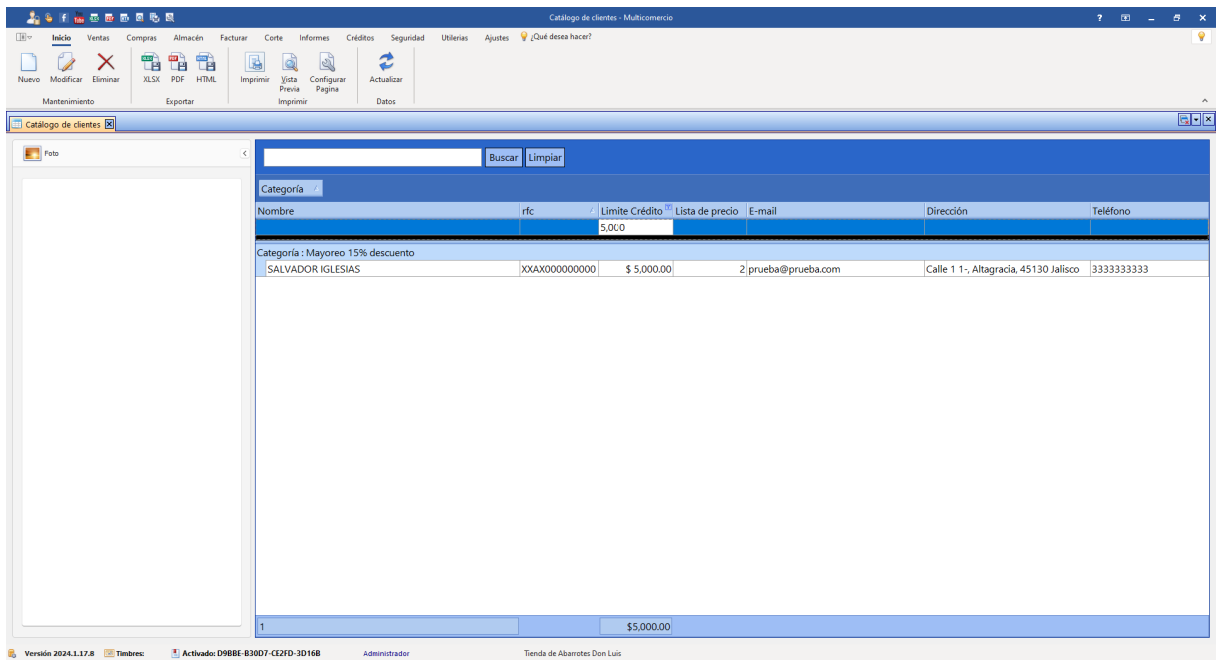 Catálogo de clientes - Multicomercio
Inicio Ventas Compras Almacén Facturar Corte Informes Créditos Seguridad Utilerias Ajustes ¿Qué desea hacer?
Nuevo Modificar Eliminar XLSX PDF HTML Imprimir Vista Previa Configurar Pagina Actualizar
Mantenimiento Exportar Imprimir Datos
Catálogo de clientes
Foto
Buscar Limpiar
Categoría
Nombre rfc Limite Crédito Lista de precio E-mail Dirección Teléfono
5,000
Categoría : Mayoreo 15% descuento
SALVADOR IGLESIAS XXAX000000000 $ 5,000.00 2 prueba@prueba.com Calle 1 1-, Altagracia, 45130 Jalisco 3333333333
1 $5,000.00
Versión 2024.1.17.8 Timbres: Activado: D9BBE-B30D7-CE2FD-3D16B Administrador Tienda de Abarrotes Don Luis